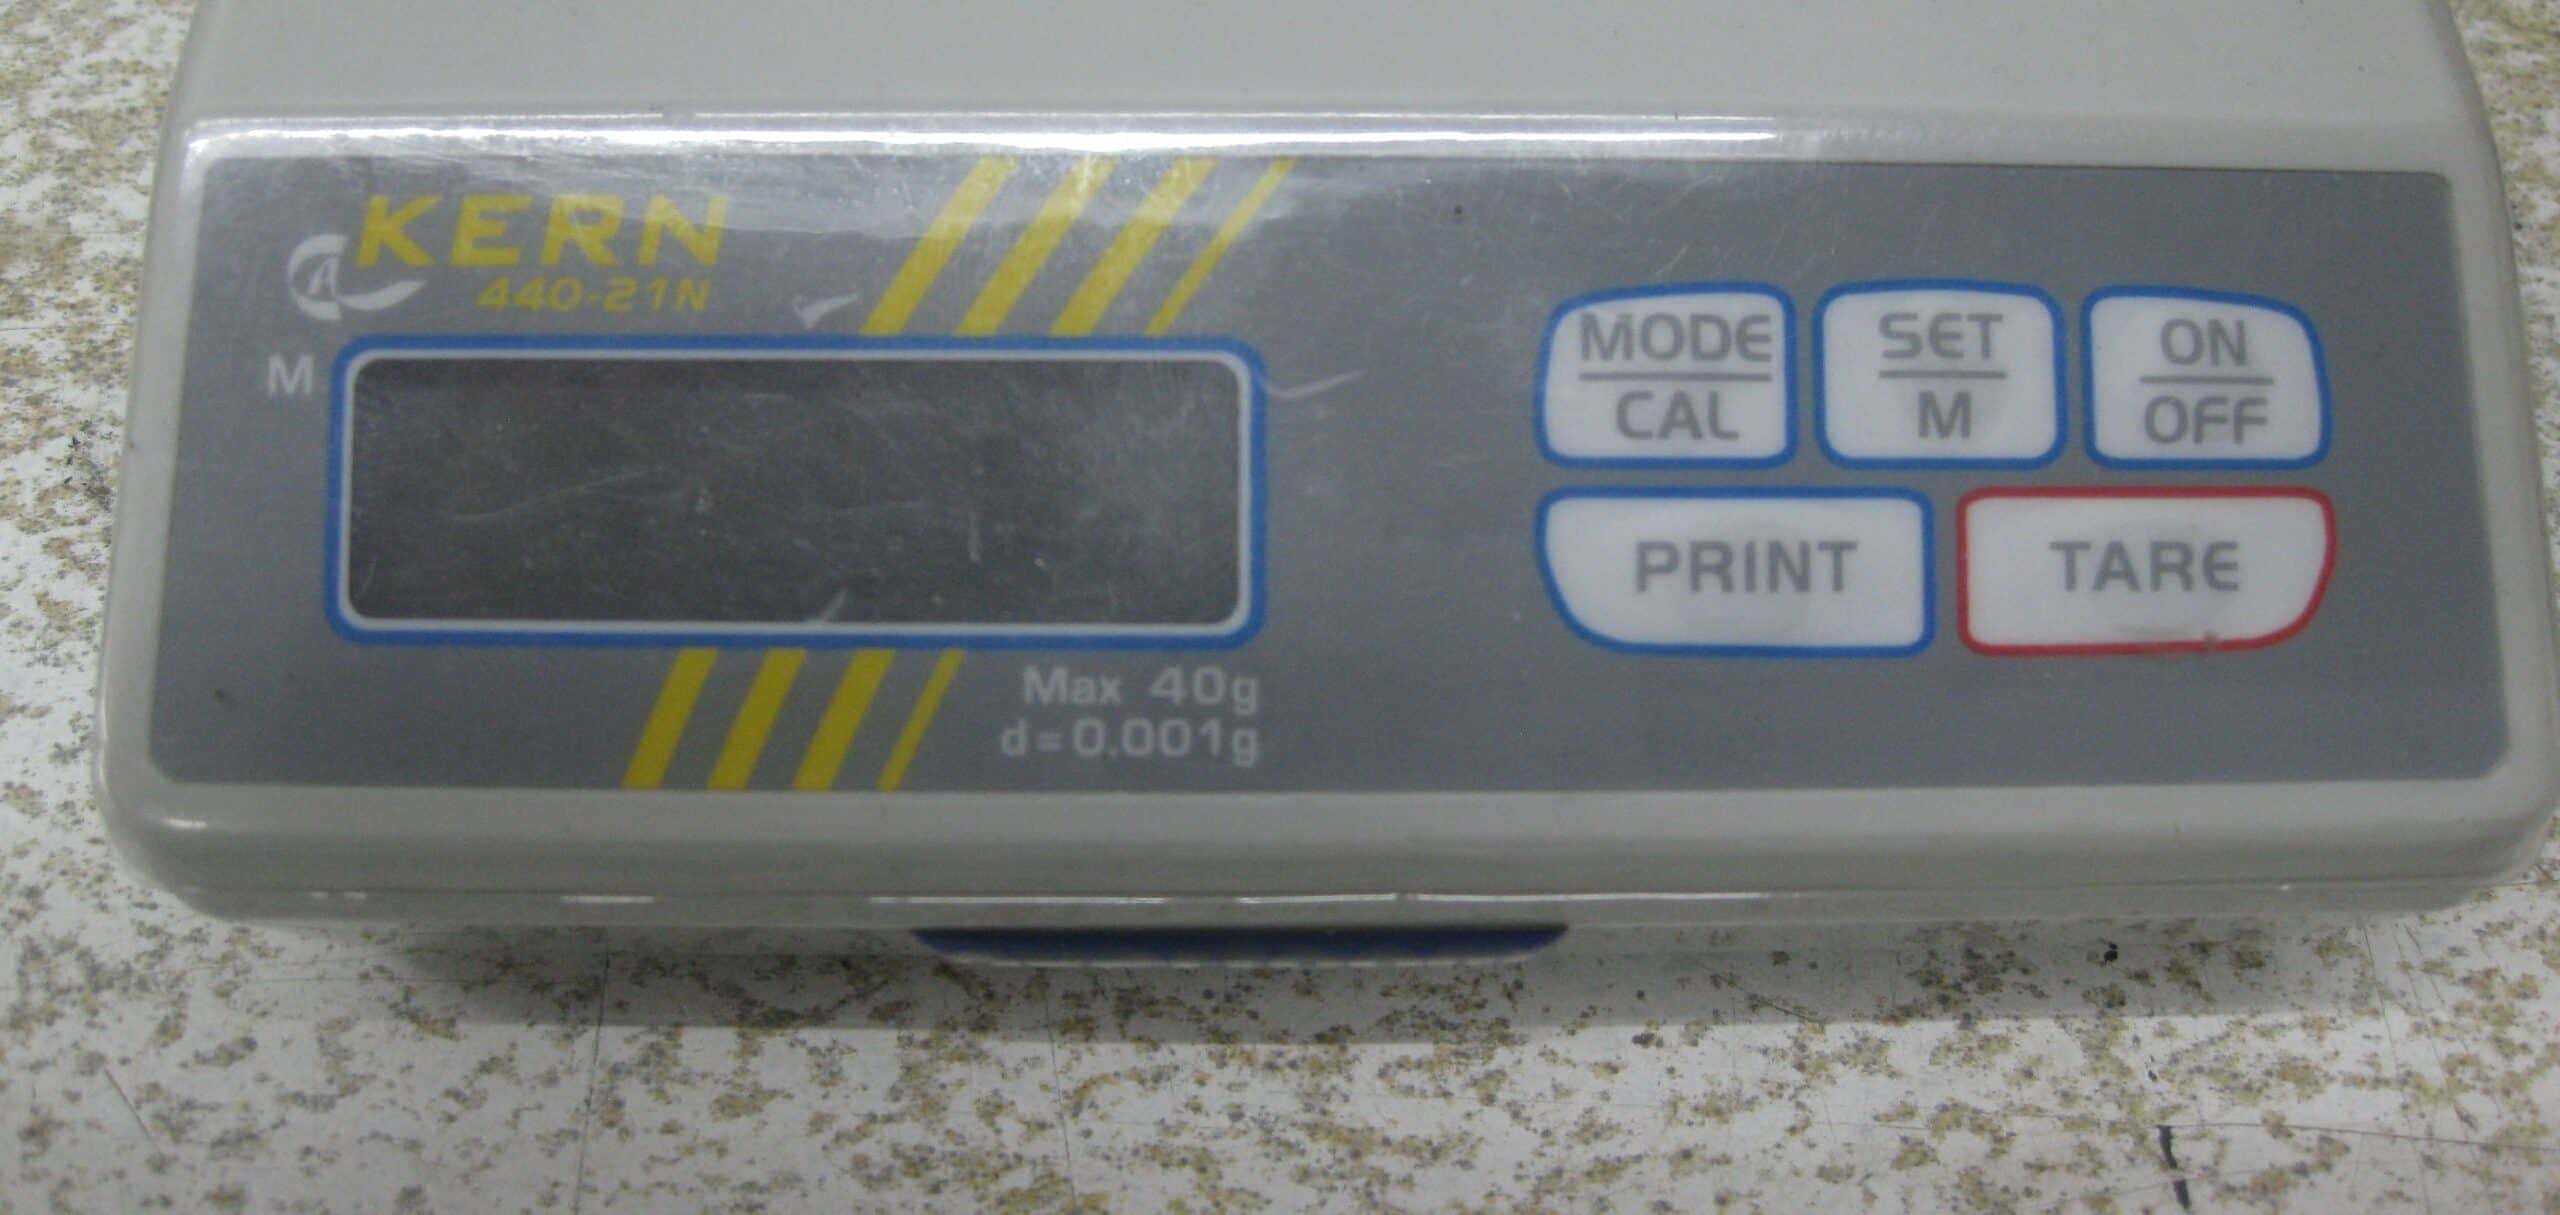 KERN
440-21N
M
Max 40g
d=0.001g
MODE
CAL
SET
M
ON
OFF
PRINT
TARE